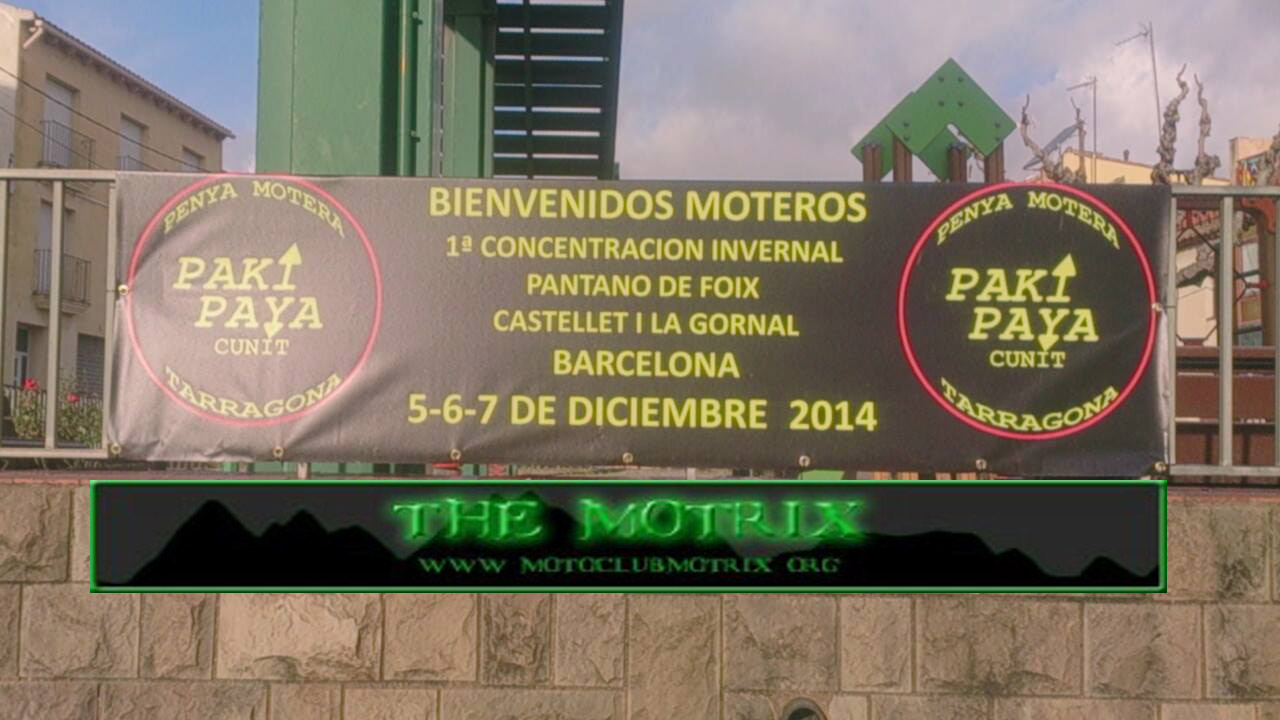 PENYA MOTERA
PAKI
PAYA
CUNIT
TARRAGONA
BIENVENIDOS MOTEROS
1ª CONCENTRACION INVERNAL
PANTANO DE FOIX
CASTELLET I LA GORNAL
BARCELONA
5-6-7 DE DICIEMBRE 2014
PENYA MOTERA
PAKI
PAYA
CUNIT
TARRAGONA
THE MOTRIX
WWW MOTOCLUBMOTRIX ORG